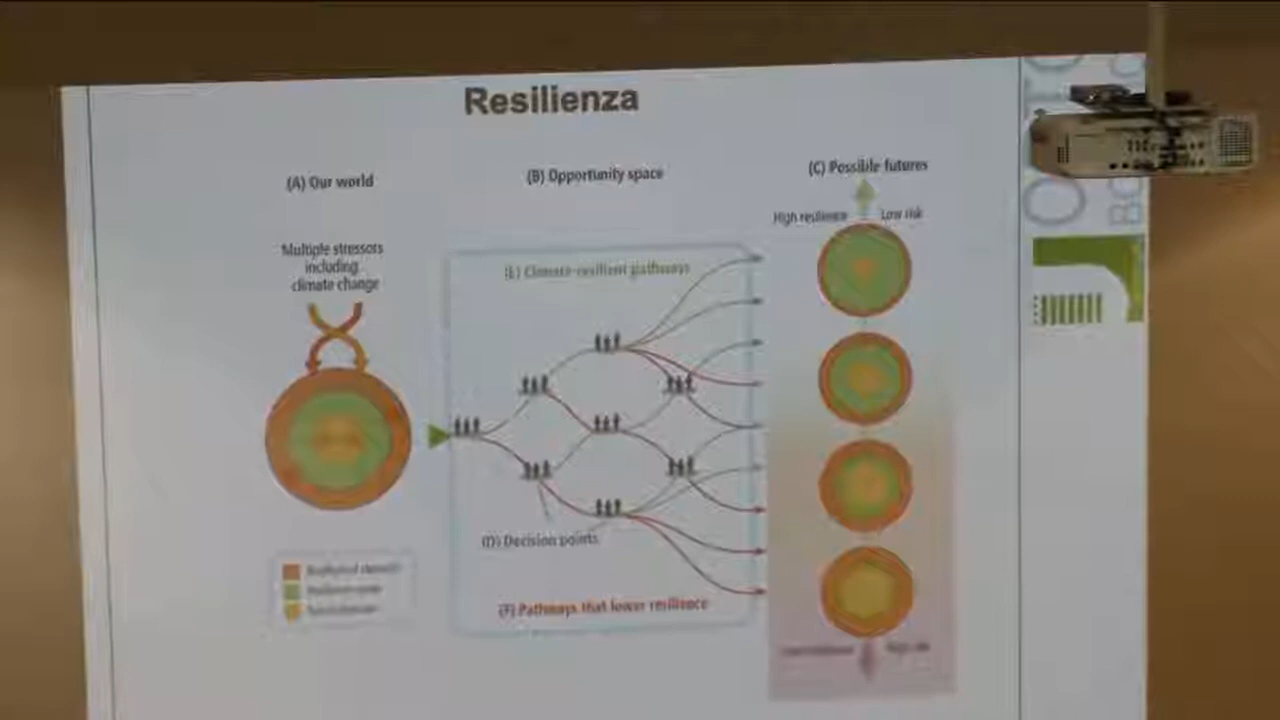 Resilienza
(A) Our world
(B) Opportunity space
(C) Possible futures
High resilience
Low risk
Multiple stressors
including
climate change
(E) Climate-resilient pathways
(D) Decision points
(F) Pathways that lower resilience